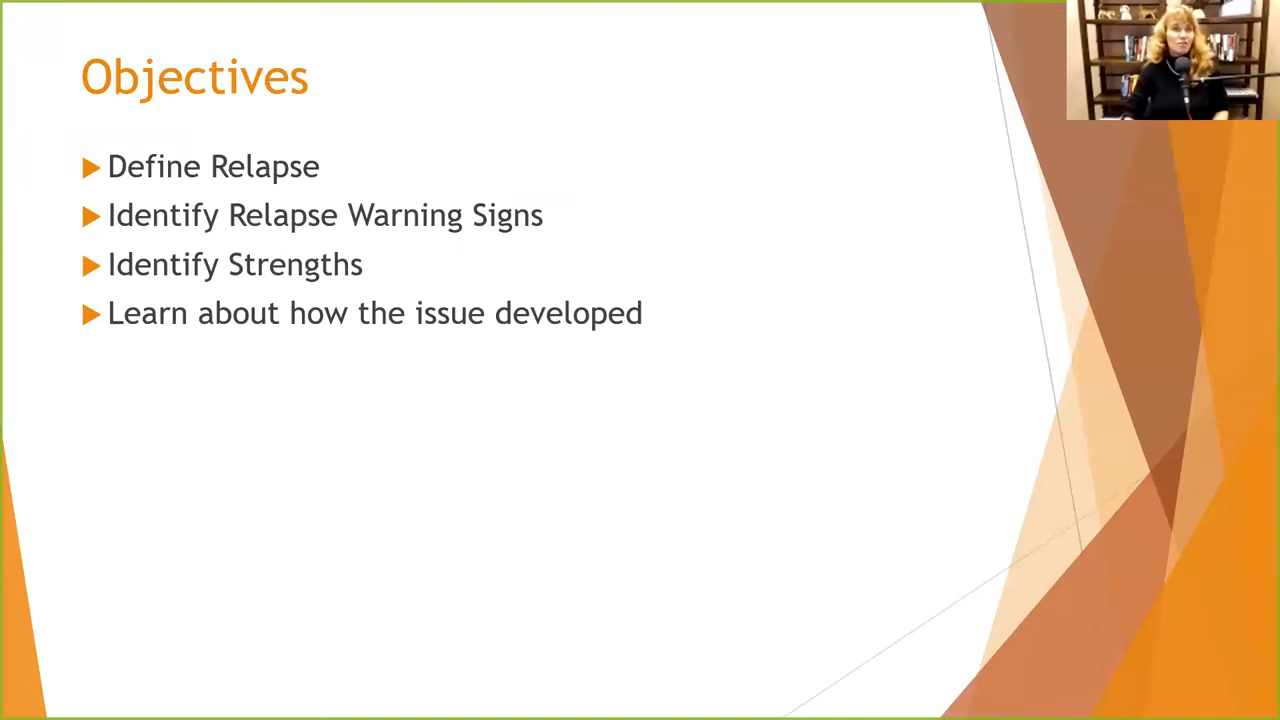 Objectives
Define Relapse
Identify Relapse Warning Signs
Identify Strengths
Learn about how the issue developed